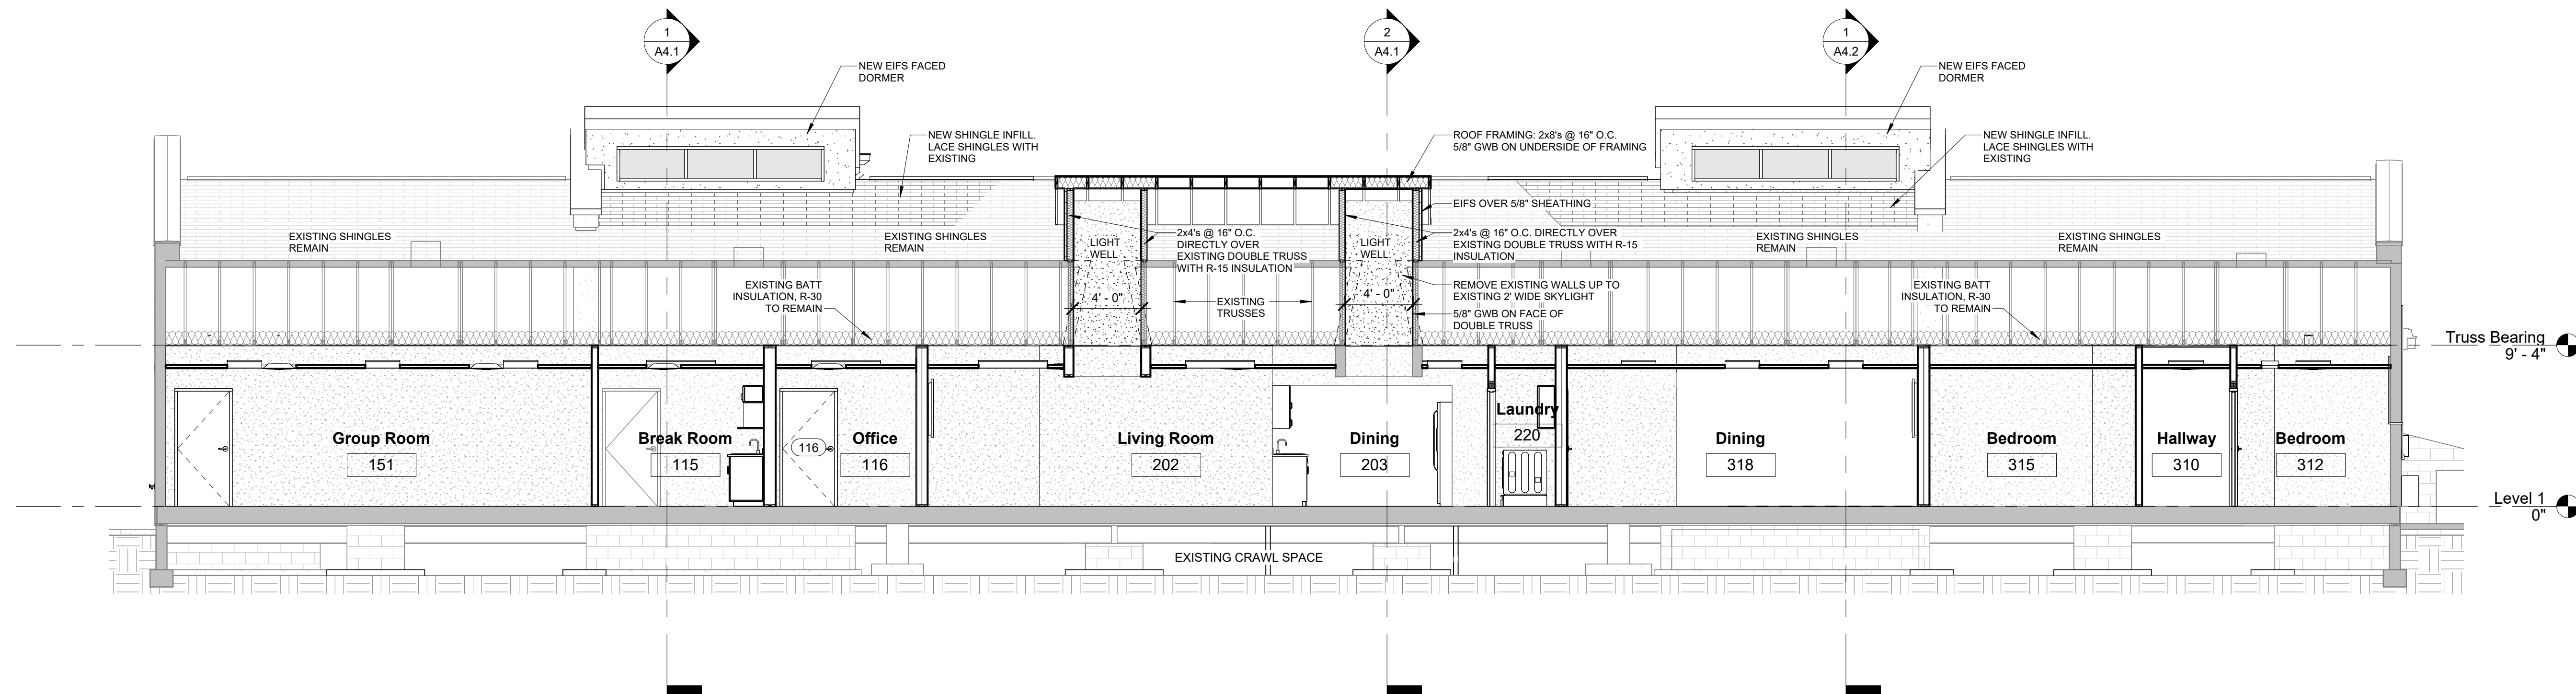 1
A4.1
2
A4.1
1
A4.2
NEW EIFS FACED
DORMER
NEW EIFS FACED
DORMER
NEW SHINGLE INFILL.
LACE SHINGLES WITH
EXISTING
ROOF FRAMING: 2x8's @ 16" O.C.
5/8" GWB ON UNDERSIDE OF FRAMING
NEW SHINGLE INFILL.
LACE SHINGLES WITH
EXISTING
EIFS OVER 5/8" SHEATHING
EXISTING SHINGLES
REMAIN
EXISTING SHINGLES
REMAIN
LIGHT
WELL
2x4's @ 16" O.C.
DIRECTLY OVER
EXISTING DOUBLE TRUSS
WITH R-15 INSULATION
LIGHT
WELL
2x4's @ 16" O.C. DIRECTLY OVER
EXISTING DOUBLE TRUSS WITH R-15
INSULATION
EXISTING SHINGLES
REMAIN
EXISTING SHINGLES
REMAIN
EXISTING BATT
INSULATION, R-30
TO REMAIN
4' - 0"
EXISTING
TRUSSES
4' - 0"
REMOVE EXISTING WALLS UP TO
EXISTING 2' WIDE SKYLIGHT
5/8" GWB ON FACE OF
DOUBLE TRUSS
EXISTING BATT
INSULATION, R-30
TO REMAIN
Truss Bearing
9' - 4"
Group Room
151
Break Room
115
116
Office
116
Living Room
202
Dining
203
Laundry
220
Dining
318
Bedroom
315
Hallway
310
Bedroom
312
Level 1
0"
EXISTING CRAWL SPACE